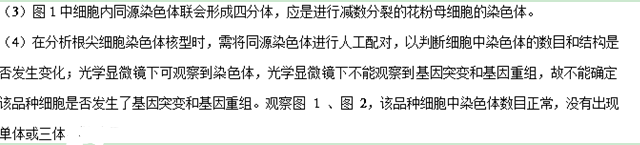 （3）图1中细胞内同源染色体联会形成四分体，应是进行减数分裂的花粉母细胞的染色体。
（4）在分析根尖细胞染色体核型时，需将同源染色体进行人工配对，以判断细胞中染色体的数目和结构是
否发生变化；光学显微镜下可观察到染色体，光学显微镜下不能观察到基因突变和基因重组，故不能确定
该品种细胞是否发生了基因突变和基因重组。观察图 1 、图 2，该品种细胞中染色体数目正常，没有出现
单体或三体